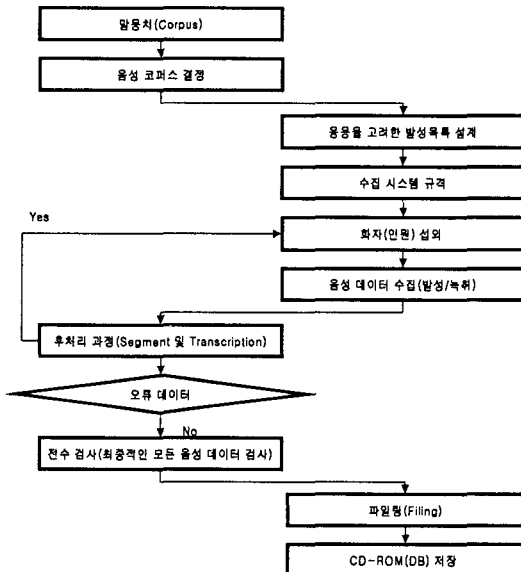 말뭉치(Corpus)
음성 코퍼스 결정
응용을 고려한 발성목록 설계
수집 시스템 규격
Yes
화자(인원) 섭외
음성 데이터 수집(발성/녹취)
후처리 과정(Segment 및 Transcription)
오류 데이터
No
전수 검사(최종적인 모든 음성 데이터 검사)
파일링(Filing)
CD-ROM(DB) 저장